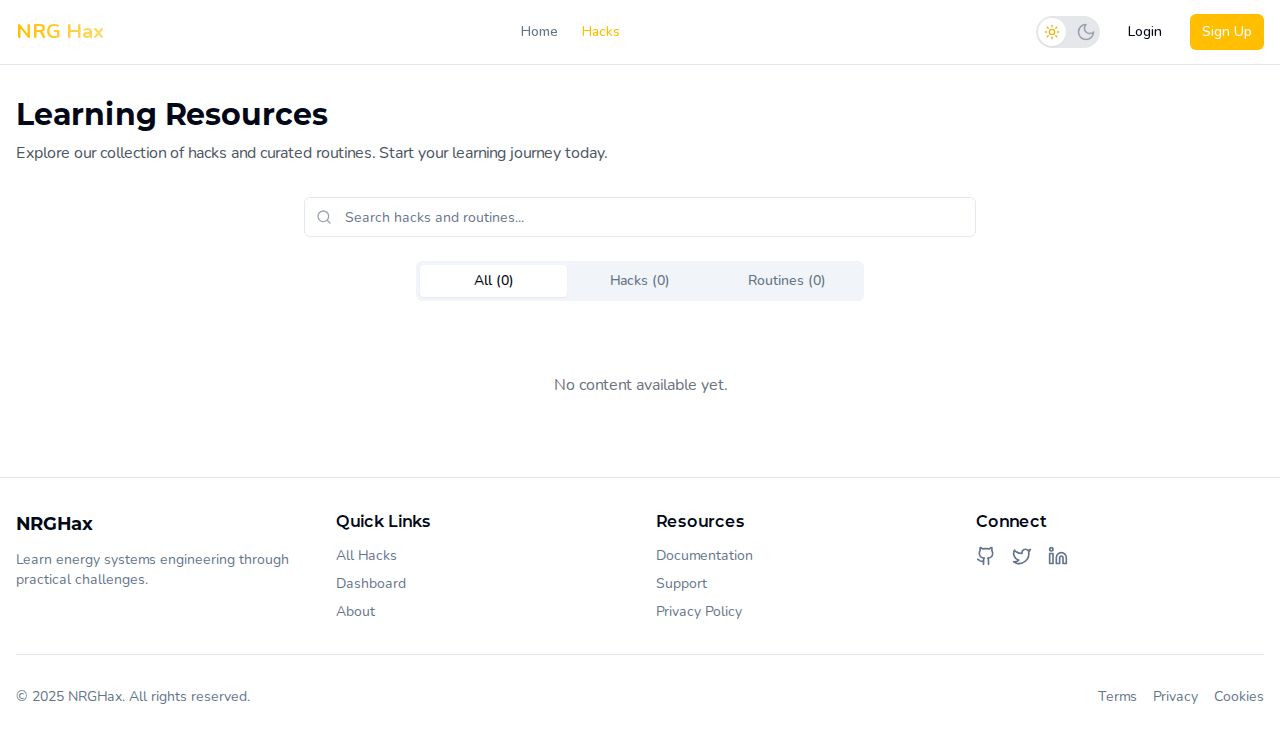 NRG Hax
Home
Hacks
Login
Sign Up
Learning Resources
Explore our collection of hacks and curated routines. Start your learning journey today.
Search hacks and routines...
All (0)
Hacks (0)
Routines (0)
No content available yet.
NRGHax
Learn energy systems engineering through
practical challenges.
Quick Links
All Hacks
Dashboard
About
Resources
Documentation
Support
Privacy Policy
Connect
© 2025 NRGHax. All rights reserved.
Terms
Privacy
Cookies